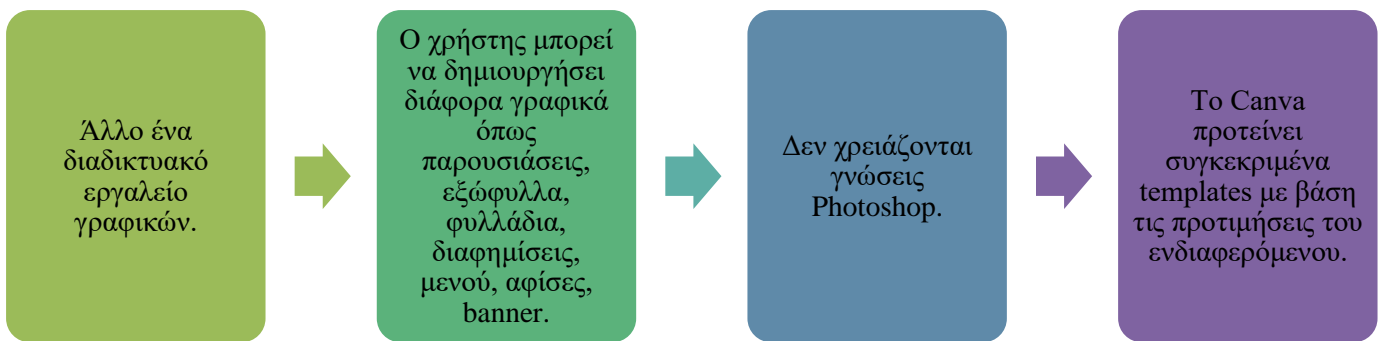 Άλλο ένα
διαδικτυακό
εργαλείο
γραφικών.
Ο χρήστης μπορεί
να δημιουργήσει
διάφορα γραφικά
όπως
παρουσιάσεις,
εξώφυλλα,
φυλλάδια,
διαφημίσεις,
μενού, αφίσες,
banner.
Δεν χρειάζονται
γνώσεις
Photoshop.
Το Canva
προτείνει
συγκεκριμένα
templates με βάση
τις προτιμήσεις του
ενδιαφερόμενου.